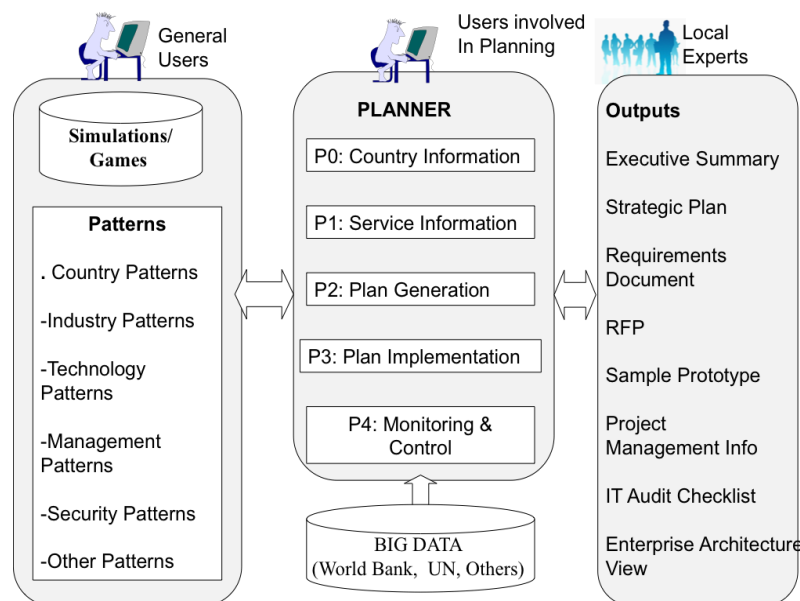 General
Users
Simulations/
Games
Patterns
. Country Patterns
-Industry Patterns
-Technology
Patterns
-Management
Patterns
-Security Patterns
-Other Patterns
Users involved
In Planning
PLANNER
P0: Country Information
P1: Service Information
P2: Plan Generation
P3: Plan Implementation
P4: Monitoring &
Control
BIG DATA
(World Bank, UN, Others)
Local
Experts
Outputs
Executive Summary
Strategic Plan
Requirements
Document
RFP
Sample Prototype
Project
Management Info
IT Audit Checklist
Enterprise Architecture
View